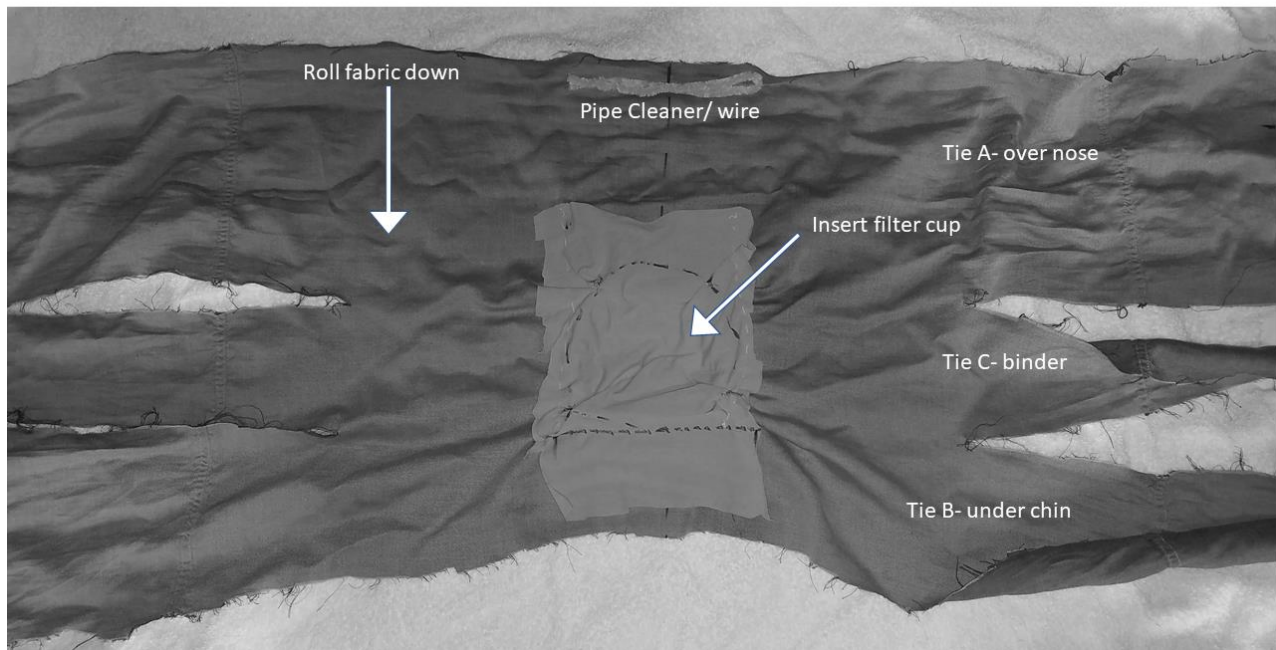 Roll fabric down
Pipe Cleaner/ wire
Tie A- over nose
Insert filter cup
Tie C- binder
Tie B- under chin